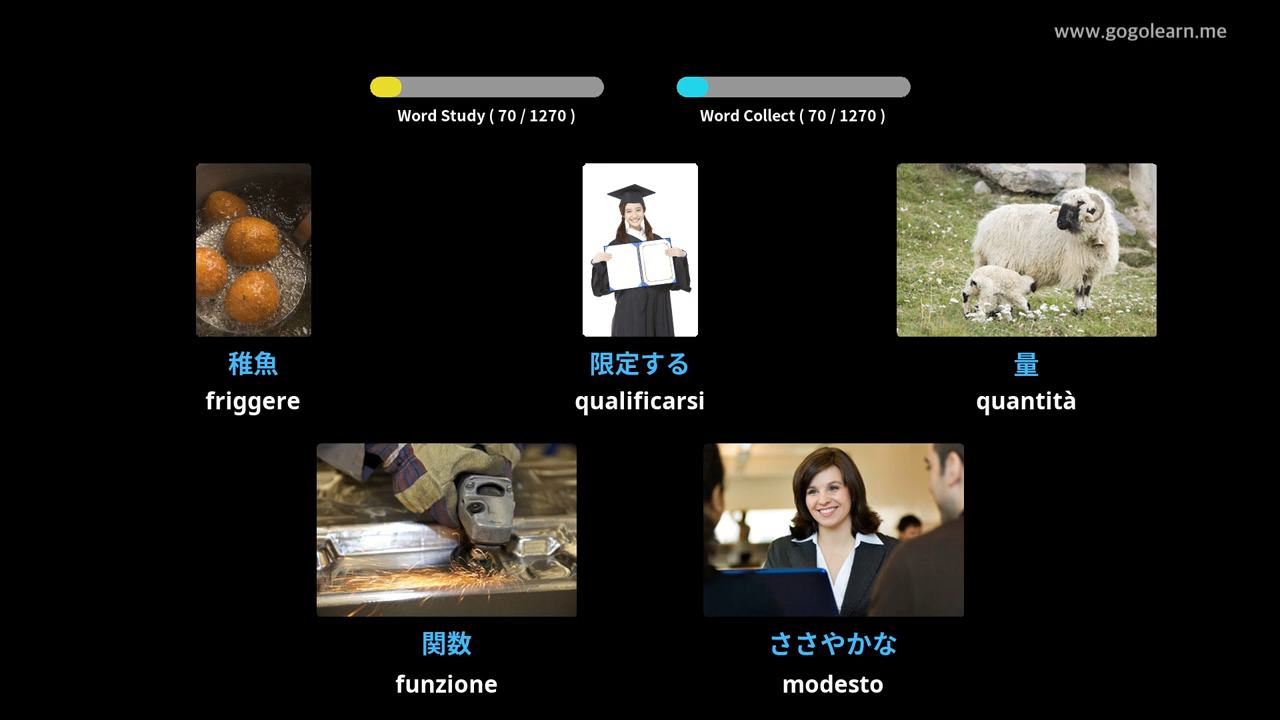 www.gogolearn.me
Word Study ( 70 / 1270 )
Word Collect ( 70 / 1270 )
稚魚
friggere
限定する
qualificarsi
量
quantità
関数
funzione
ささやかな
modesto